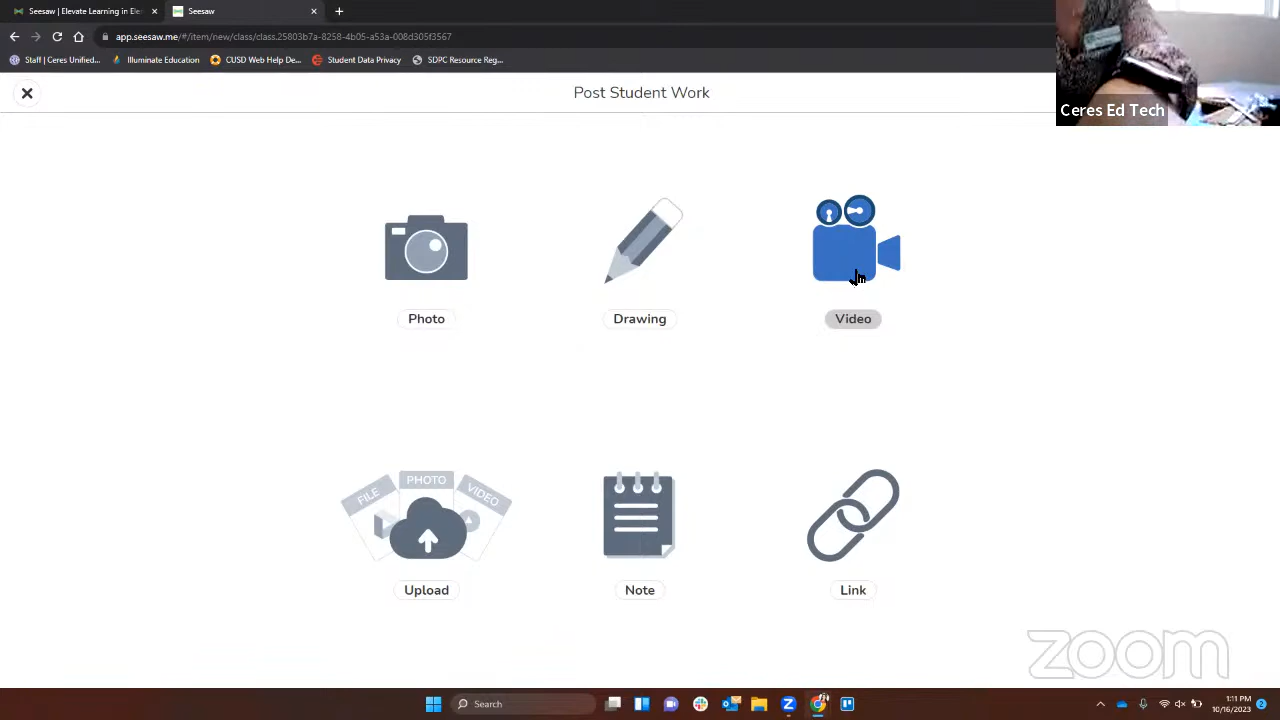 Seesaw | Elevate Learning in Ele
Seesaw
app.seesaw.me/#/item/new/class/class.25803b7a-8258-4b05-a53a-008d305f3567
Staff | Ceres Unified...
Illuminate Education
CUSD Web Help De...
Student Data Privacy
SDPC Resource Reg...
Post Student Work
Ceres Ed Tech
Photo
Drawing
Video
FILE
PHOTO
VIDEO
Upload
Note
Link
zoom
Search
1:11 PM
10/16/2023
2